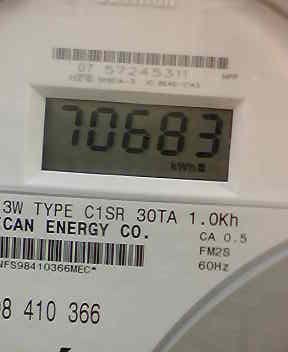 07 57245311
70683
kWh
3W TYPE C1SR 30TA 1.0Kh
CAN ENERGY CO.
CA 0.5
FM2S
60Hz
NFS98410366MEC*
8 410 366